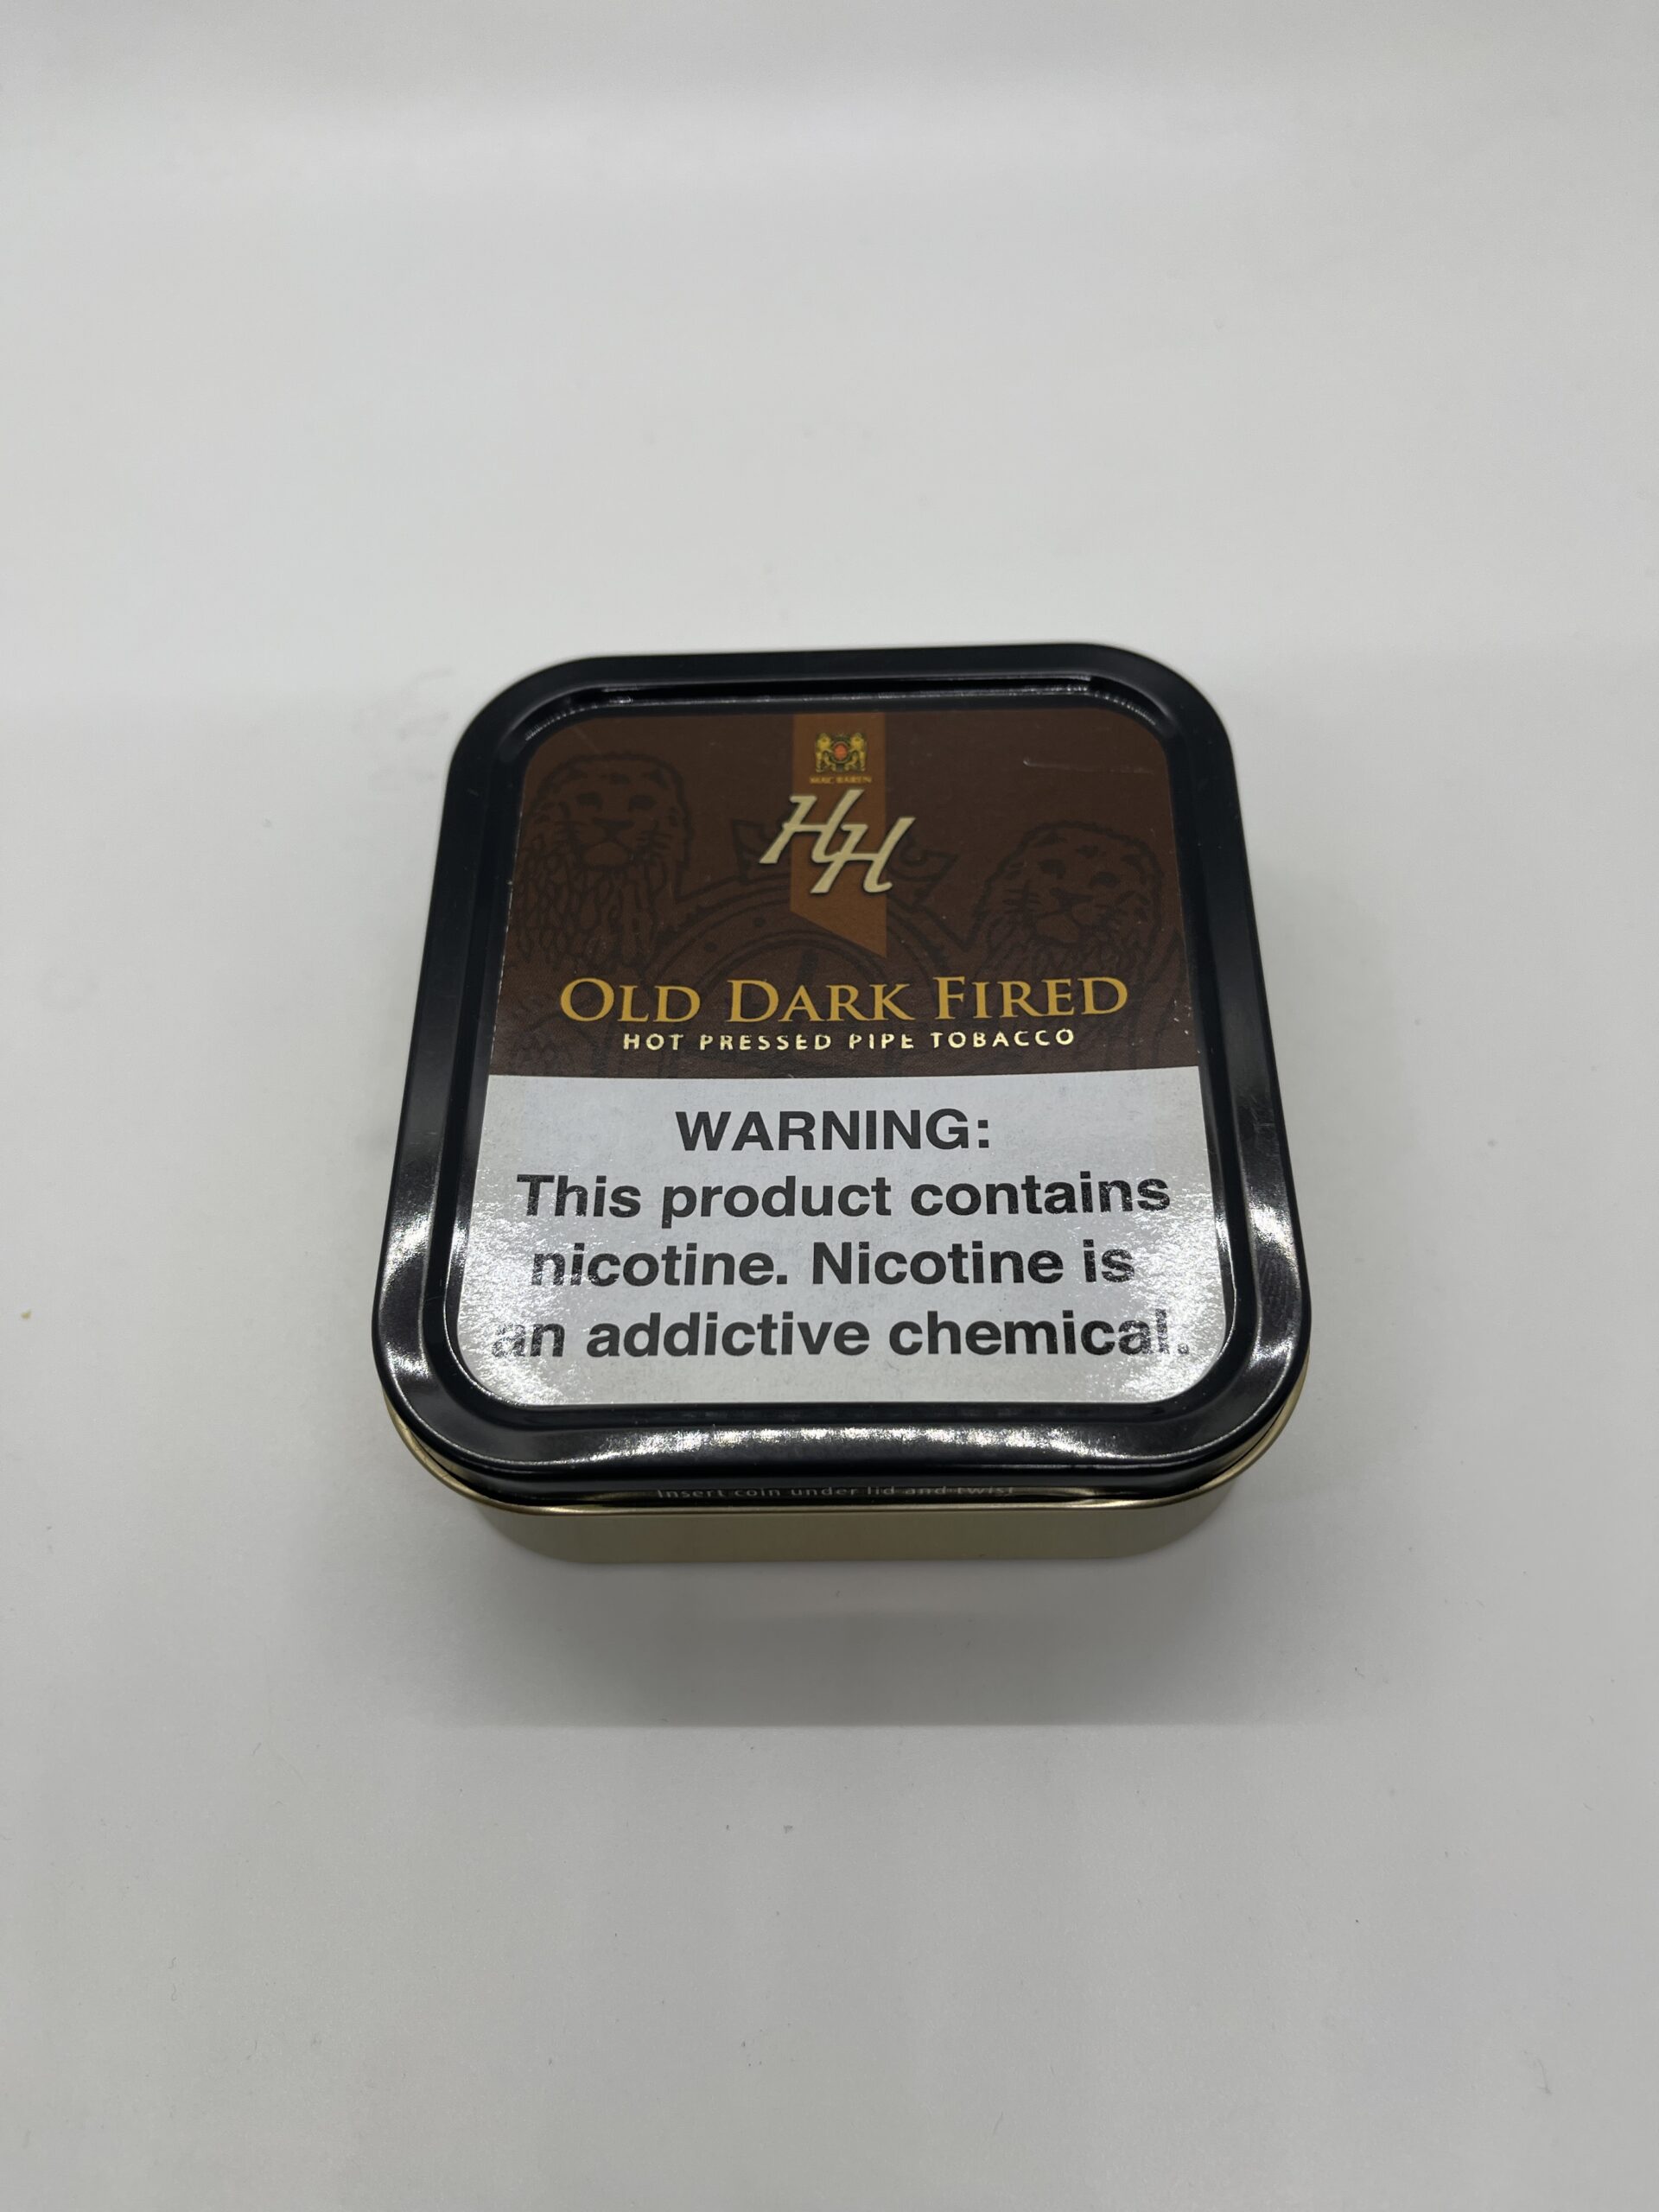 MAC BAREN
HH
OLD DARK FIRED
HOT PRESSED PIPE TOBACCO
WARNING:
This product contains
nicotine. Nicotine is
an addictive chemical.
Insert coin under lid and twist